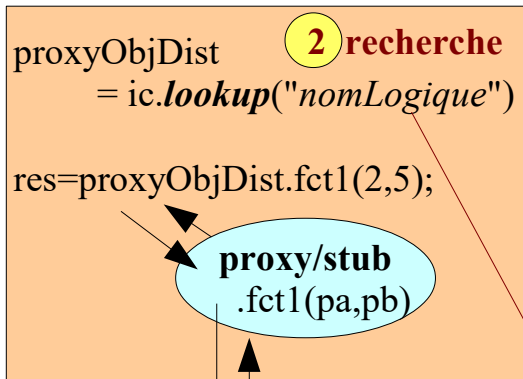 2 recherche
proxyObjDist
= ic.lookup("nomLogique")
res=proxyObjDist.fct1(2,5);
proxy/stub
.fct1(pa,pb)